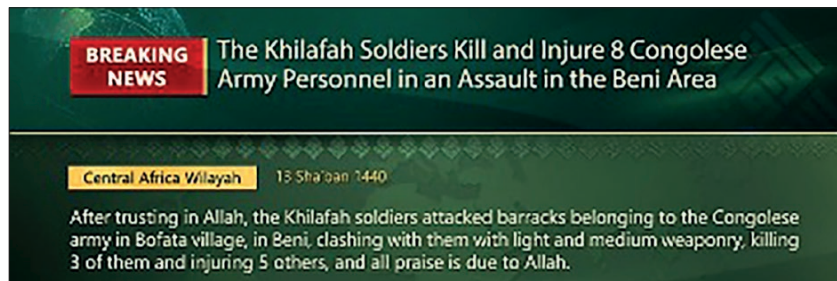 BREAKING
NEWS
The Khilafah Soldiers Kill and Injure 8 Congolese
Army Personnel in an Assault in the Beni Area
Central Africa Wilayah
13 Sha'ban 1440
After trusting in Allah, the Khilafah soldiers attacked barracks belonging to the Congolese
army in Bofata village, in Beni, clashing with them with light and medium weaponry, killing
3 of them and injuring 5 others, and all praise is due to Allah.